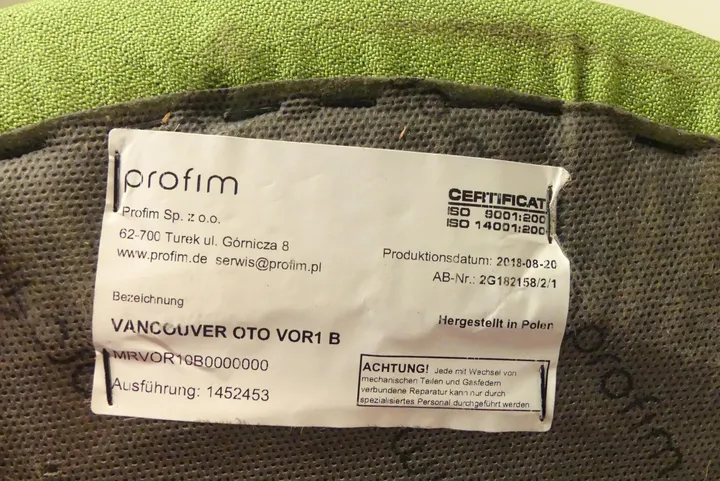 profim
Profim Sp. z o.o.
62-700 Turek ul. Górnicza 8
www.profim.de serwis@profim.pl
CERTIFICAT
ISO 9001:200
ISO 14001:200
Produktionsdatum: 2018-08-20
AB-Nr.: 2G182158/2/1
Bezeichnung
VANCOUVER OTO VOR1 B
MRVOR10B0000000
Ausführung: 1452453
Hergestellt in Polen
ACHTUNG! Jede mit Wechsel von
mechanischen Teilen und Gasfedern
verbundene Reparatur kann nur durch
spezialisiertes Personal durchgeführt werden
profim